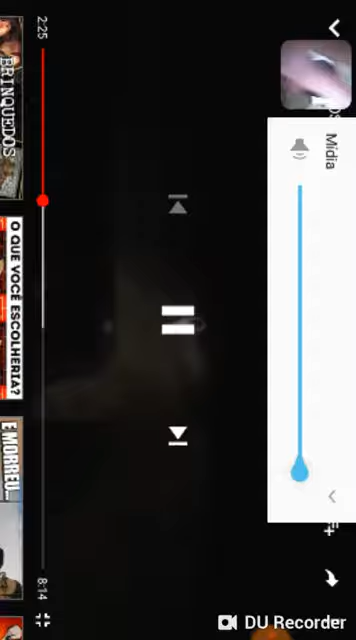 Mídia
2:25
8:14
BRINQUEDOS
O QUE VOCÊ ESCOLHERIA?
E MORREU...
DU Recorder